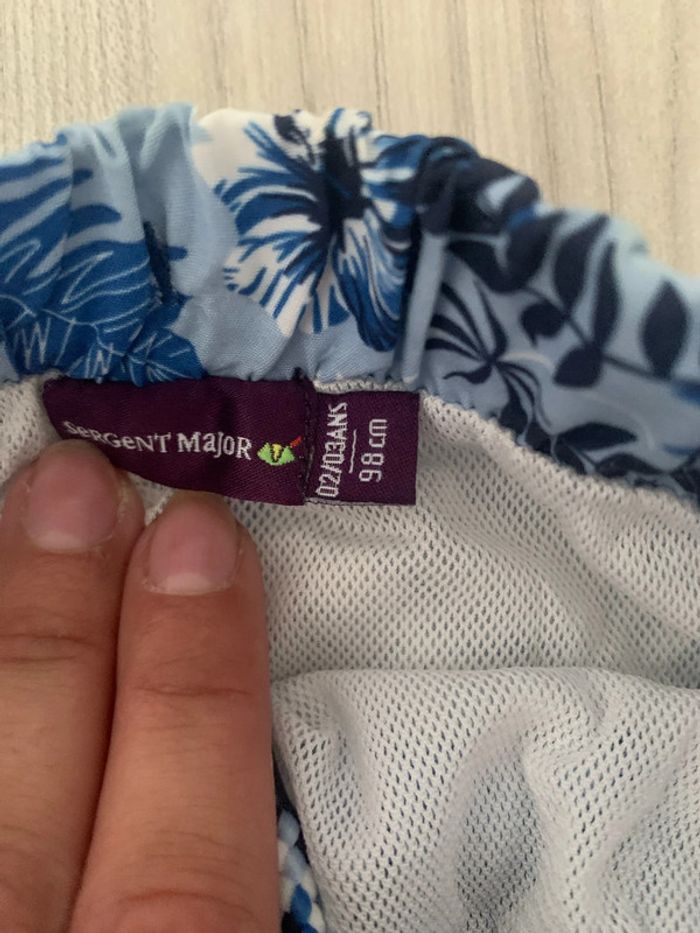 SeRGeNT MaJoR
02/03ANS
98 cm